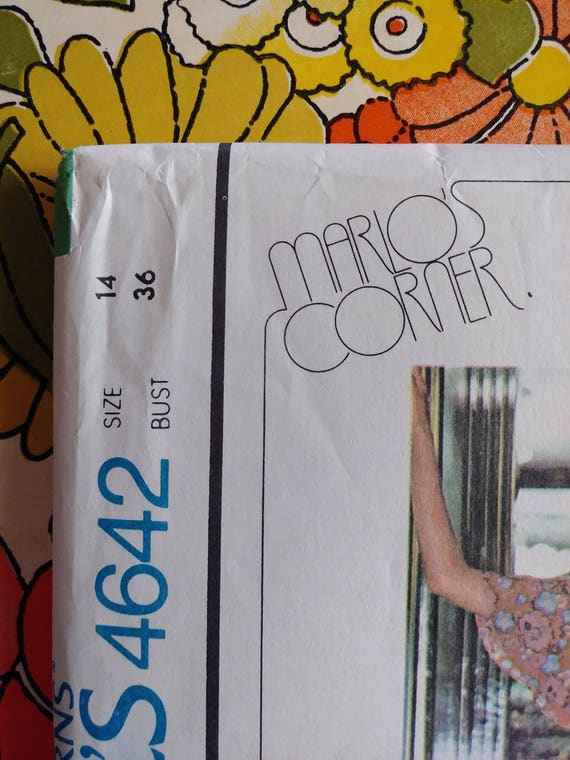 MARLO'S
CORNER
SIZE 14
BUST 36
4642